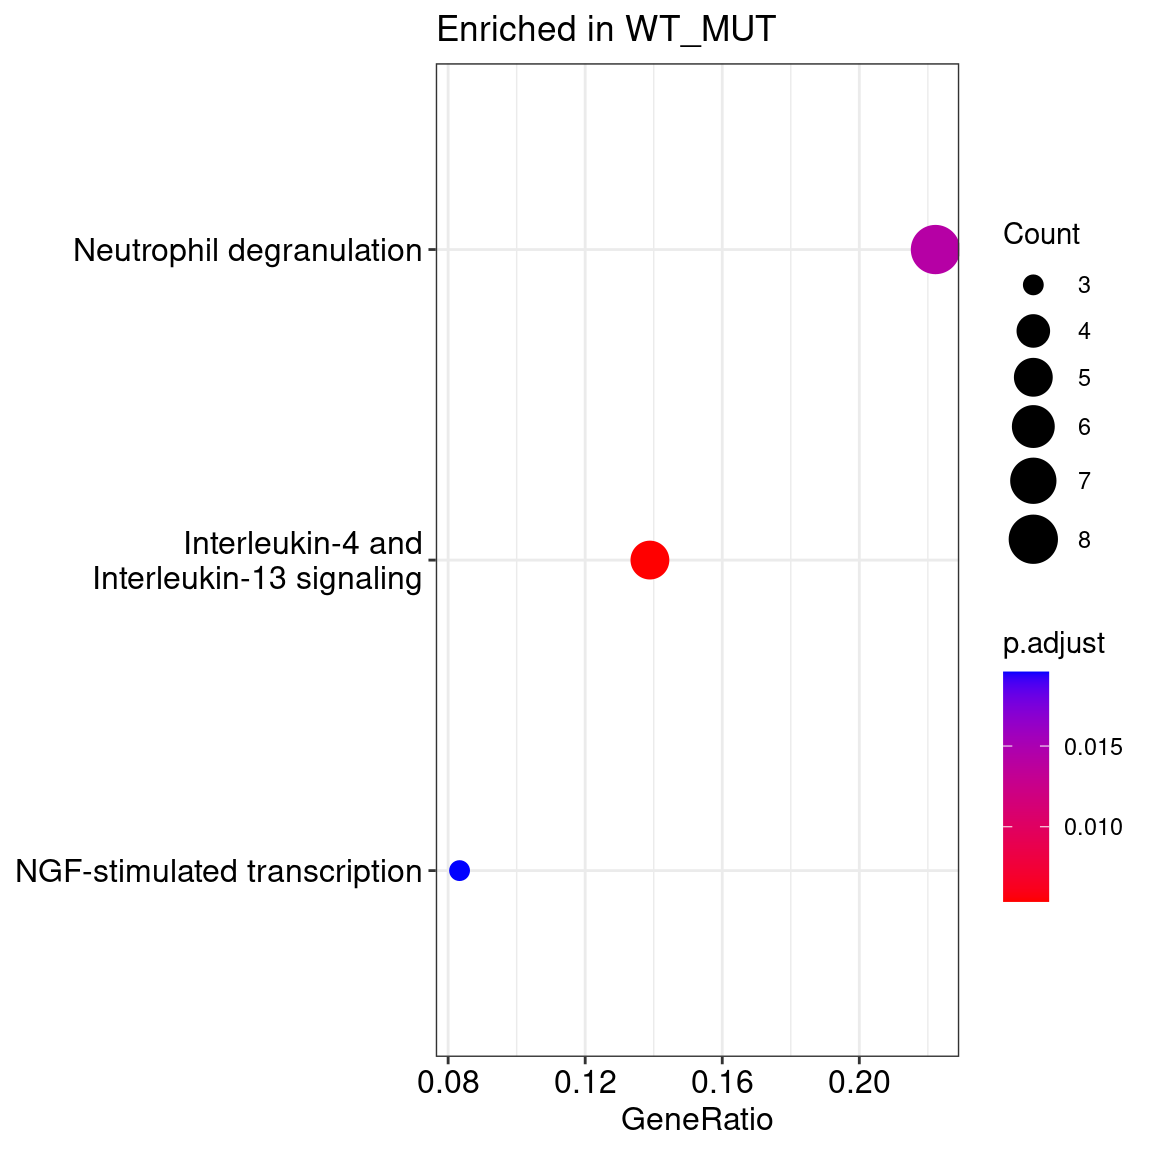 Enriched in WT_MUT
Neutrophil degranulation
Interleukin-4 and
Interleukin-13 signaling
NGF-stimulated transcription
0.08
0.12
0.16
0.20
GeneRatio
Count
3
4
5
6
7
8
p.adjust
0.015
0.010